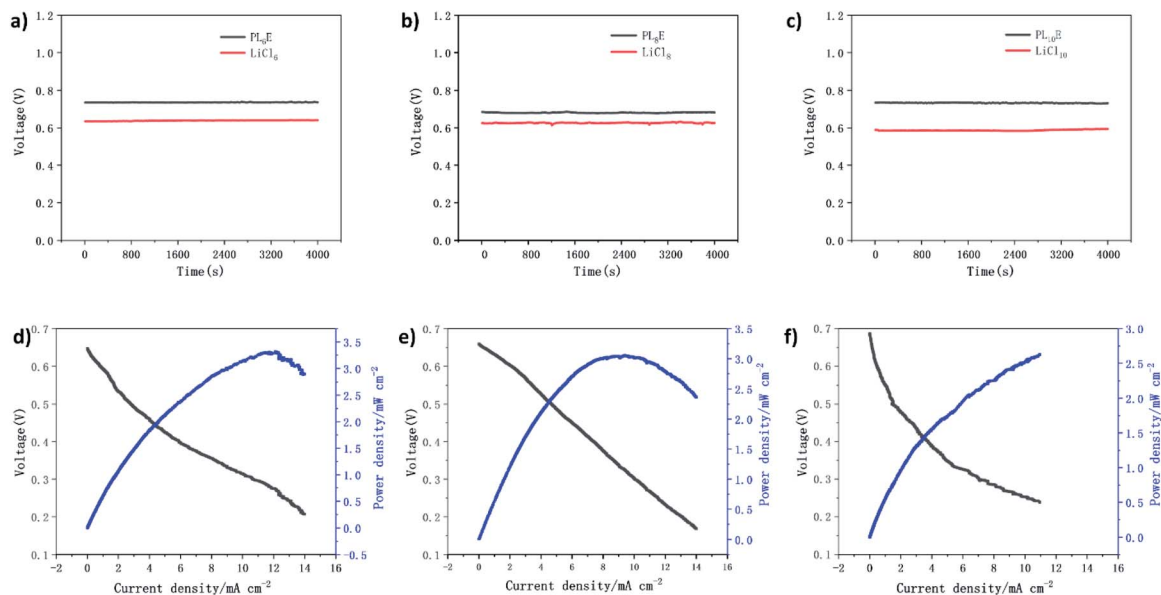 a)
1.2
1.0
0.8
0.6
0.4
0.2
0.0
Voltage(V)
PL₆E
LiCl₆
0 800 1600 2400 3200 4000
Time(s)
b)
1.2
1.0
0.8
0.6
0.4
0.2
0.0
Voltage(V)
PL₈E
LiCl₈
0 800 1600 2400 3200 4000
Time(s)
c)
1.2
1.0
0.8
0.6
0.4
0.2
0.0
Voltage(V)
PL₁₀E
LiCl₁₀
0 800 1600 2400 3200 4000
Time(s)
d)
0.7
0.6
0.5
0.4
0.3
0.2
0.1
Voltage(V)
3.5
3.0
2.5
2.0
1.5
1.0
0.5
0.0
-0.5
Power density/mW cm⁻²
-2 0 2 4 6 8 10 12 14 16
Current density/mA cm⁻²
e)
0.7
0.6
0.5
0.4
0.3
0.2
0.1
Voltage(V)
3.5
3.0
2.5
2.0
1.5
1.0
0.5
0.0
Power density/mW cm⁻²
-2 0 2 4 6 8 10 12 14 16
Current density/mA cm⁻²
f)
0.7
0.6
0.5
0.4
0.3
0.2
0.1
Voltage(V)
3.0
2.5
2.0
1.5
1.0
0.5
0.0
Power density/mW cm⁻²
-2 0 2 4 6 8 10 12 14 16
Current density/mA cm⁻²